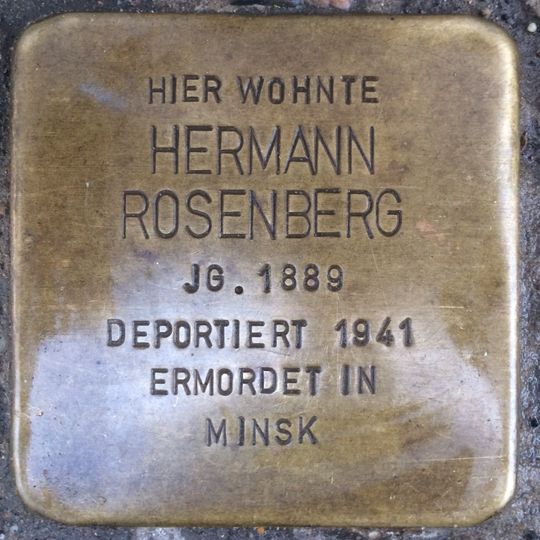 HIER WOHNTE
HERMANN
ROSENBERG
JG. 1889
DEPORTIERT 1941
ERMORDET IN
MINSK